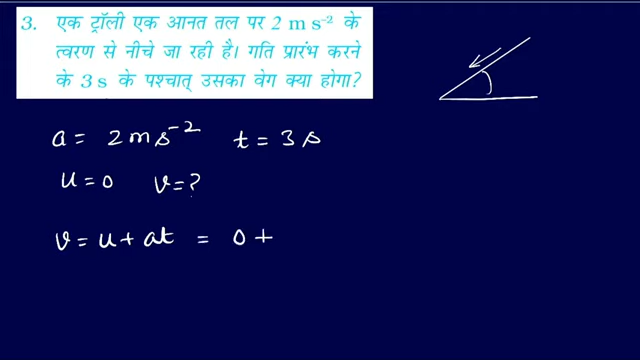 3. एक ट्रॉली एक आनत तल पर 2 m s⁻² के
त्वरण से नीचे जा रही है। गति प्रारंभ करने
के 3 s के पश्चात् उसका वेग क्या होगा?
a = 2 m s⁻² t = 3 s
u = 0 v = ?
v = u + at = 0 +